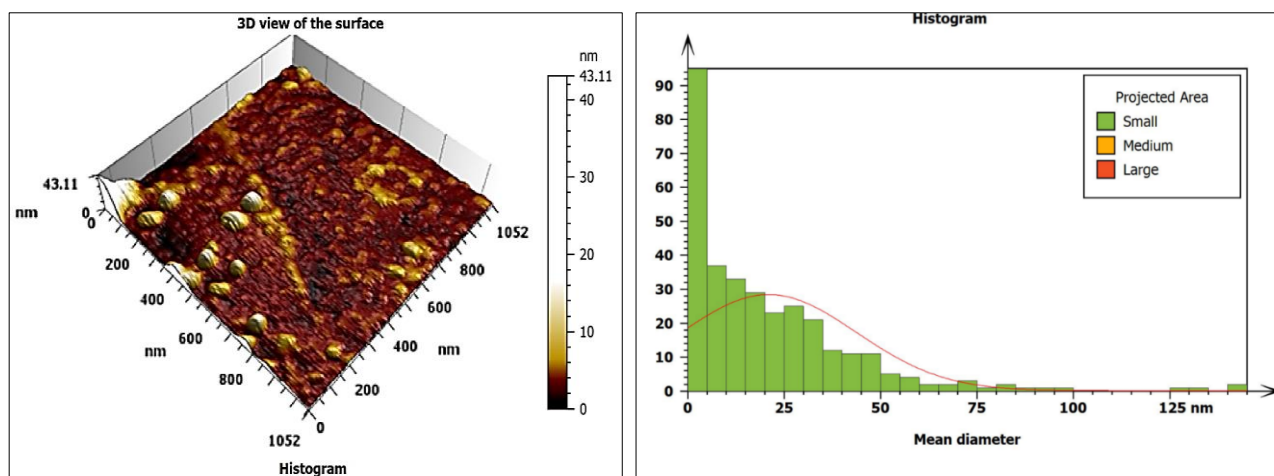 3D view of the surface
nm
43.11
40
30
20
10
0
43.11
nm
0
0
200
400
600
800
1052
nm
0
200
400
600
800
1052
nm
Histogram
Histogram
90
80
70
60
50
40
30
20
10
0
0
25
50
75
100
125 nm
Mean diameter
Projected Area
Small
Medium
Large